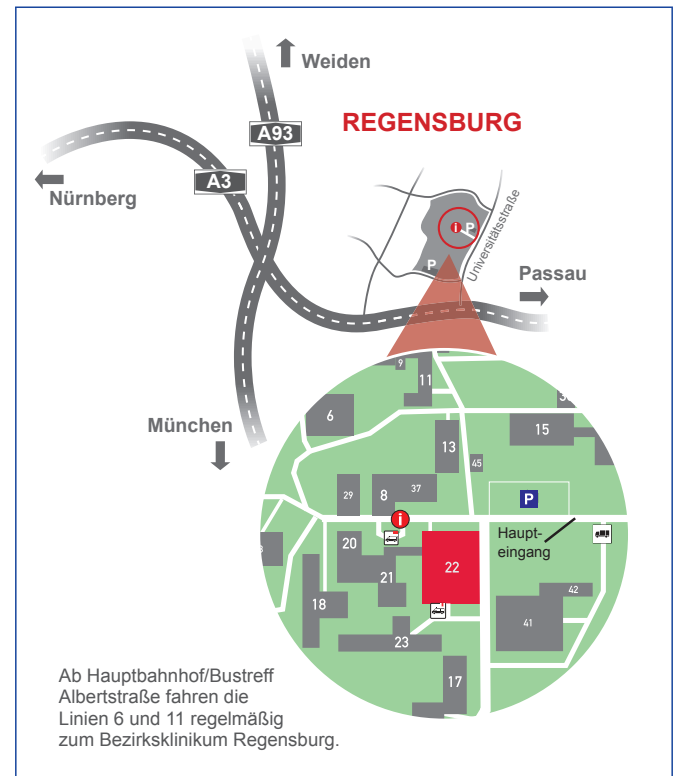 Weiden
A93
REGENSBURG
A3
Nürnberg
Universitätsstraße
i
P
P
Passau
München
9
11
6
15
13
45
29
8
37
P
i
Haupt-
eingang
20
22
21
42
18
41
23
17
Ab Hauptbahnhof/Bustreff
Albertstraße fahren die
Linien 6 und 11 regelmäßig
zum Bezirksklinikum Regensburg.